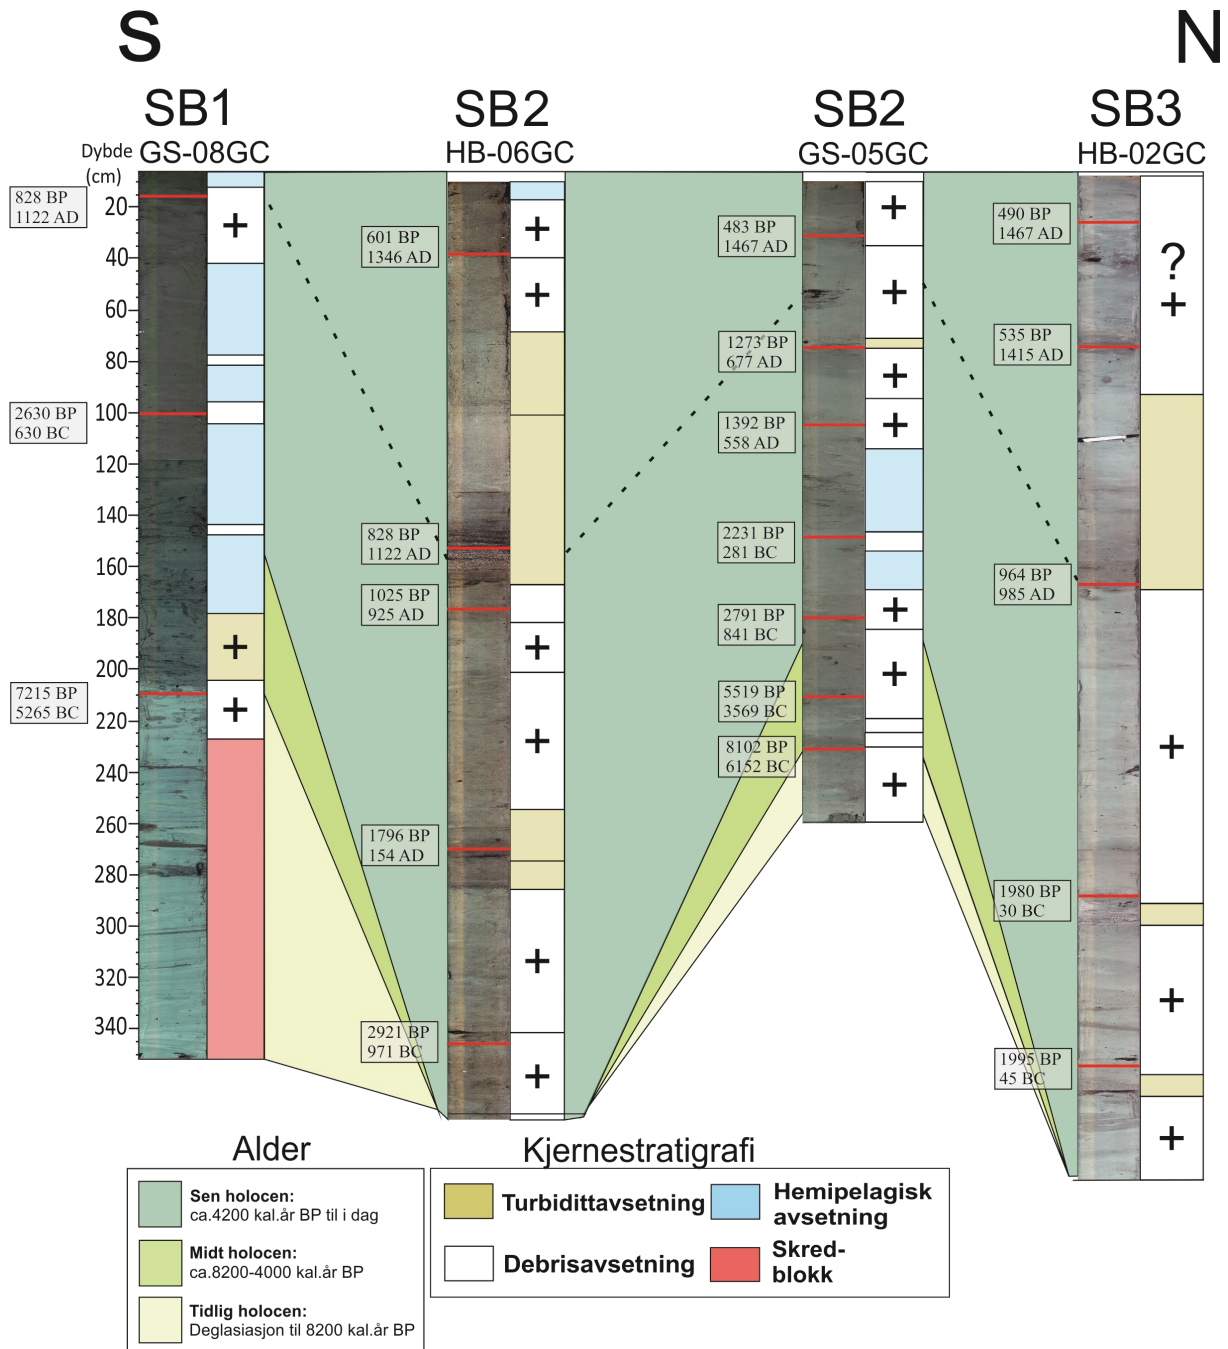 S
N
SB1
SB2
SB2
SB3
Dybde
(cm)
GS-08GC
HB-06GC
GS-05GC
HB-02GC
20
40
60
80
100
120
140
160
180
200
220
240
260
280
300
320
340
828 BP
1122 AD
2630 BP
630 BC
7215 BP
5265 BC
+
+
+
601 BP
1346 AD
828 BP
1122 AD
1025 BP
925 AD
1796 BP
154 AD
2921 BP
971 BC
+
+
+
+
+
+
483 BP
1467 AD
1273 BP
677 AD
1392 BP
558 AD
2231 BP
281 BC
2791 BP
841 BC
5519 BP
3569 BC
8102 BP
6152 BC
+
+
+
+
+
+
+
490 BP
1467 AD
535 BP
1415 AD
964 BP
985 AD
1980 BP
30 BC
1995 BP
45 BC
?
+
+
+
+
Alder
Sen holocen:
ca.4200 kal.år BP til i dag
Midt holocen:
ca.8200-4000 kal.år BP
Tidlig holocen:
Deglasiasjon til 8200 kal.år BP
Kjernestratigrafi
Turbidittavsetning
Hemipelagisk
avsetning
Debrisavsetning
Skred-
blokk